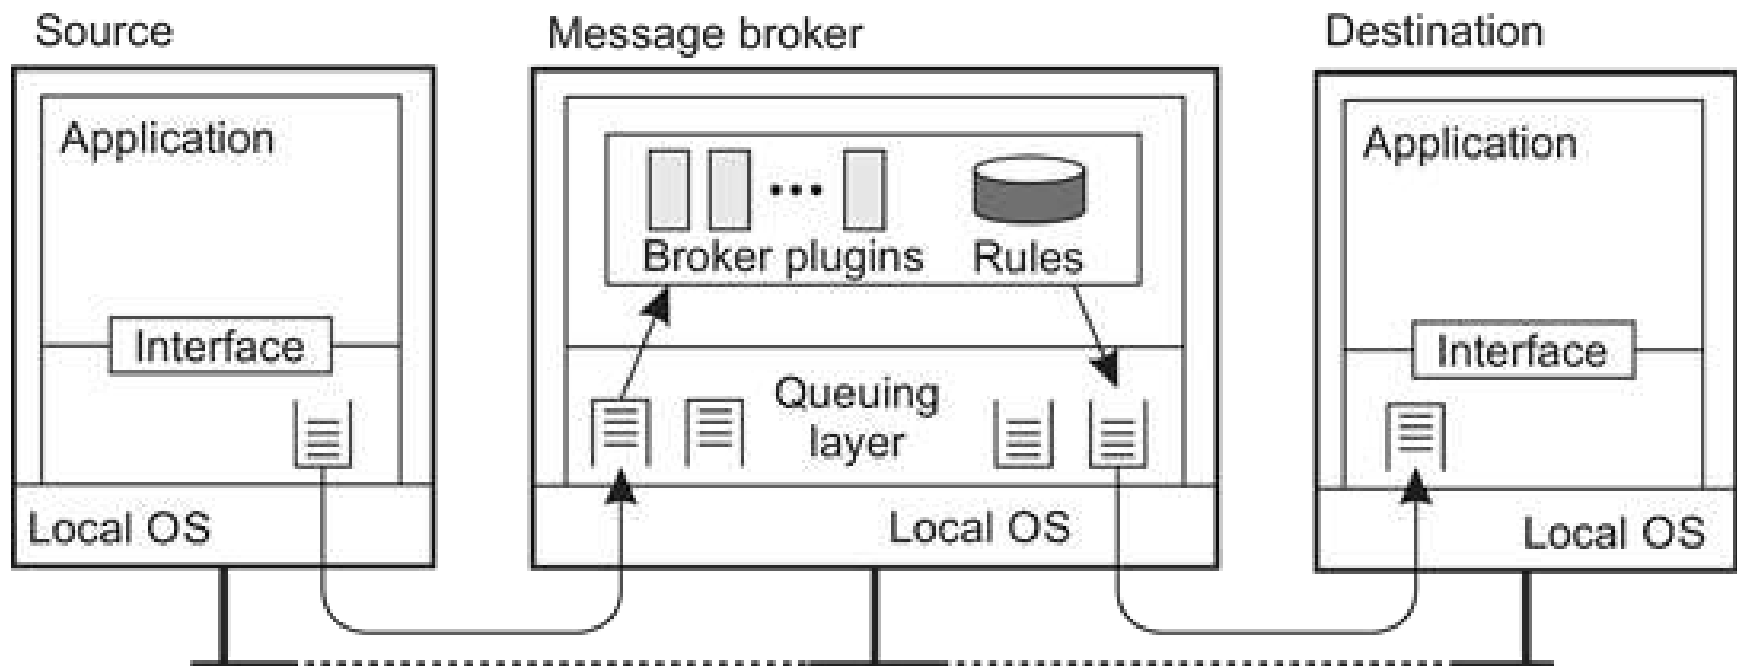 Source
Message broker
Destination
Application
Broker plugins
Rules
Application
Interface
Queuing
layer
Interface
Local OS
Local OS
Local OS